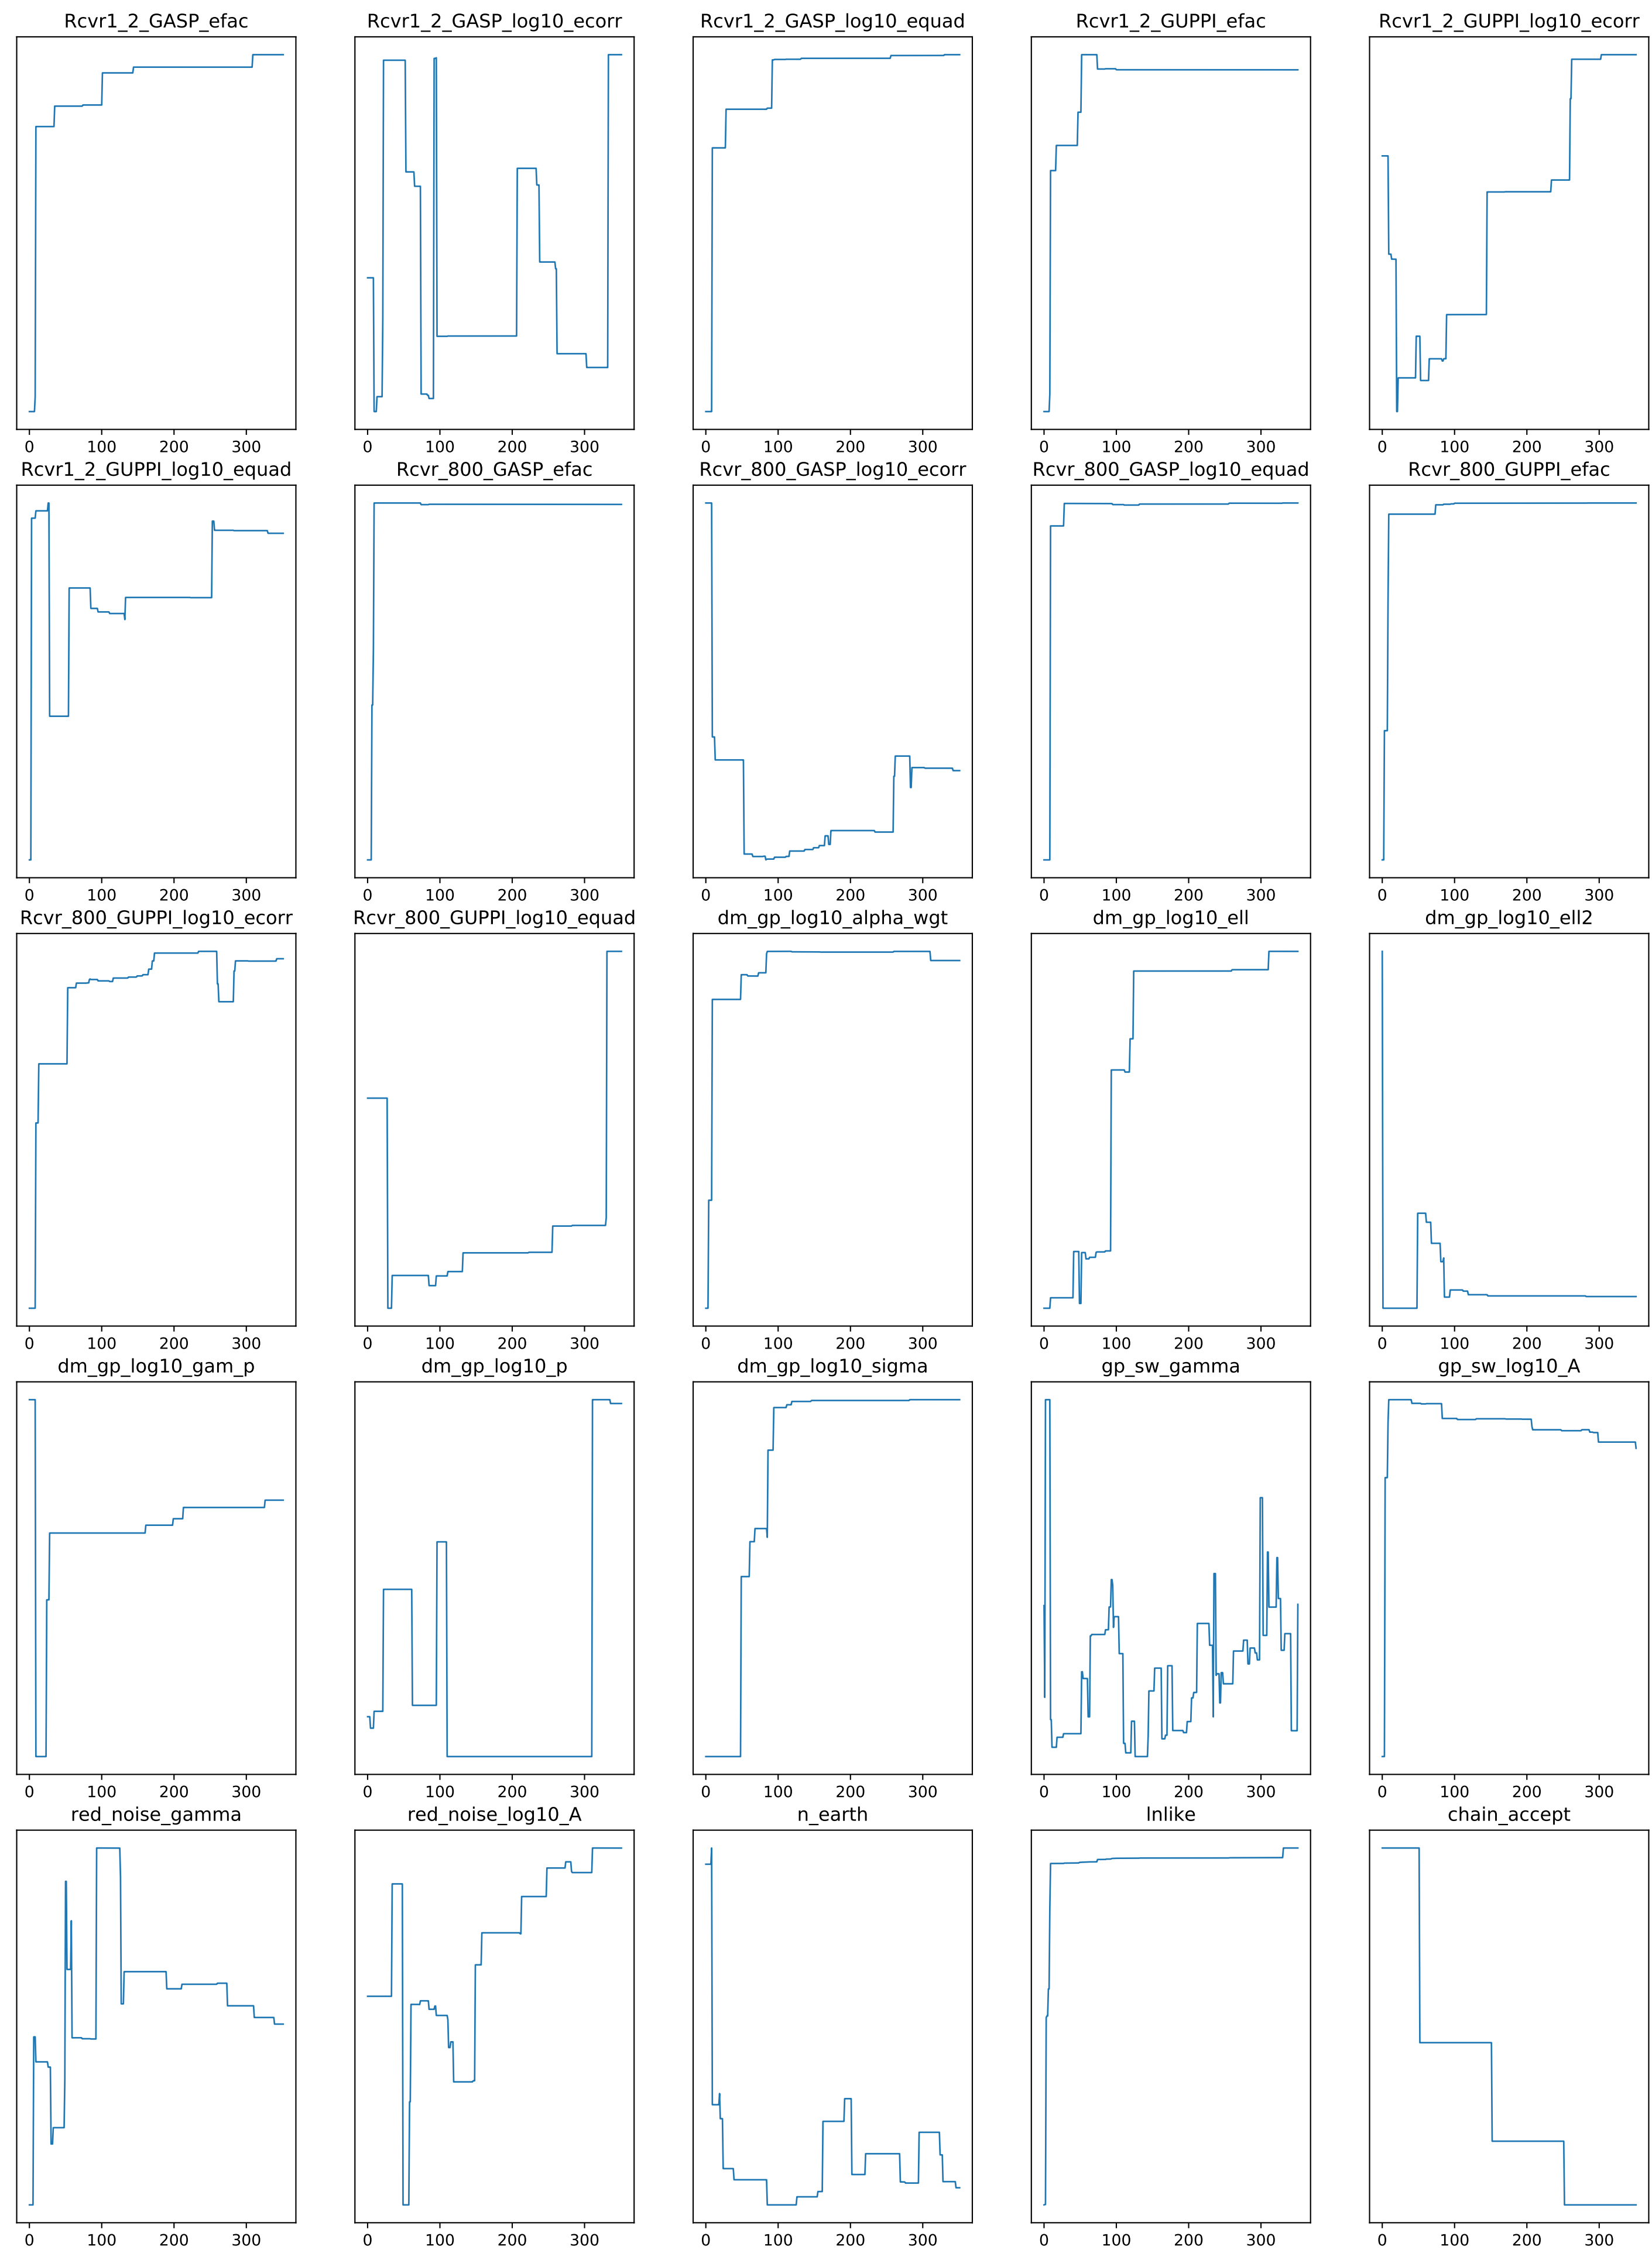 Rcvr1_2_GASP_efac Rcvr1_2_GASP_log10_ecorr Rcvr1_2_GASP_log10_equad Rcvr1_2_GUPPI_efac Rcvr1_2_GUPPI_log10_ecorr
0 100 200 300 0 100 200 300 0 100 200 300 0 100 200 300 0 100 200 300
Rcvr1_2_GUPPI_log10_equad Rcvr_800_GASP_efac Rcvr_800_GASP_log10_ecorr Rcvr_800_GASP_log10_equad Rcvr_800_GUPPI_efac
0 100 200 300 0 100 200 300 0 100 200 300 0 100 200 300 0 100 200 300
Rcvr_800_GUPPI_log10_ecorr Rcvr_800_GUPPI_log10_equad dm_gp_log10_alpha_wgt dm_gp_log10_ell dm_gp_log10_ell2
0 100 200 300 0 100 200 300 0 100 200 300 0 100 200 300 0 100 200 300
dm_gp_log10_gam_p dm_gp_log10_p dm_gp_log10_sigma gp_sw_gamma gp_sw_log10_A
0 100 200 300 0 100 200 300 0 100 200 300 0 100 200 300 0 100 200 300
red_noise_gamma red_noise_log10_A n_earth lnlike chain_accept
0 100 200 300 0 100 200 300 0 100 200 300 0 100 200 300 0 100 200 300